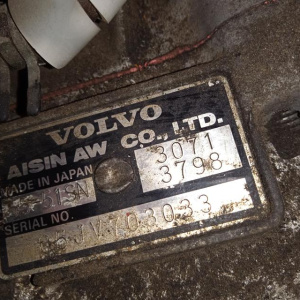 VOLVO
AISIN AW CO., LTD.
MADE IN JAPAN
3071
3798
SERIAL NO.